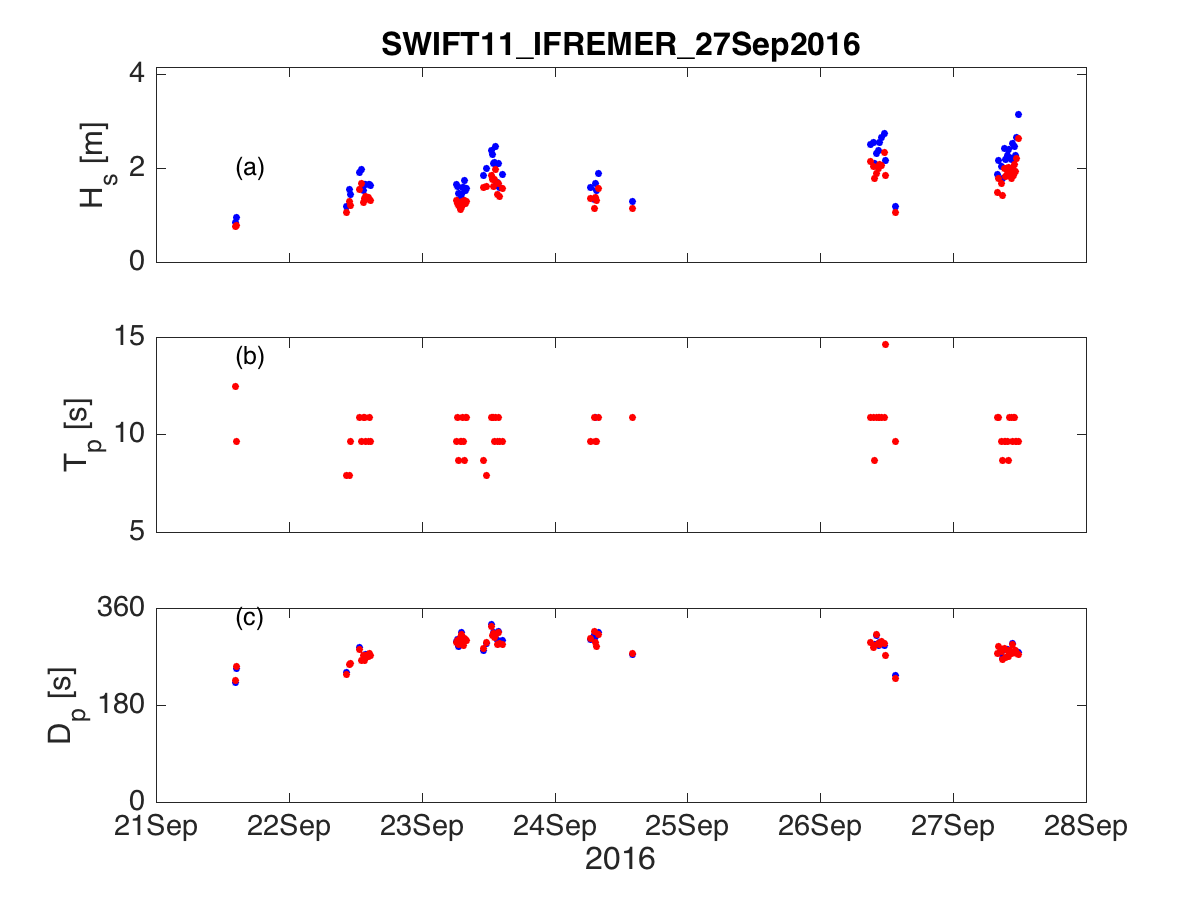 SWIFT11_IFREMER_27Sep2016
4
2
0
H_s [m]
(a)
15
10
5
T_p [s]
(b)
360
180
0
D_p [s]
(c)
21Sep 22Sep 23Sep 24Sep 25Sep 26Sep 27Sep 28Sep
2016